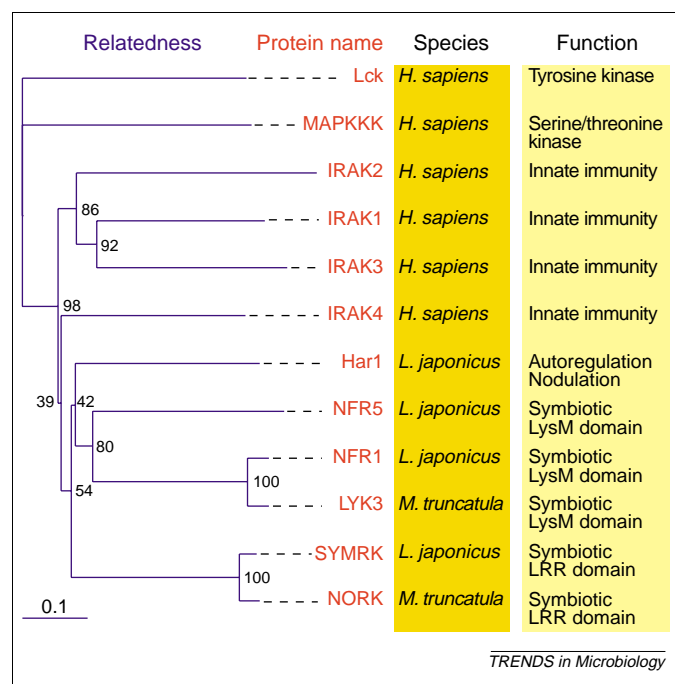 Relatedness Protein name Species Function
Lck H. sapiens Tyrosine kinase
MAPKKK H. sapiens Serine/threonine
kinase
IRAK2 H. sapiens Innate immunity
86
IRAK1 H. sapiens Innate immunity
92
IRAK3 H. sapiens Innate immunity
98
IRAK4 H. sapiens Innate immunity
Har1 L. japonicus Autoregulation
Nodulation
39 42
NFR5 L. japonicus Symbiotic
LysM domain
80
NFR1 L. japonicus Symbiotic
LysM domain
100
54
LYK3 M. truncatula Symbiotic
LysM domain
SYMRK L. japonicus Symbiotic
LRR domain
100
NORK M. truncatula Symbiotic
LRR domain
0.1
TRENDS in Microbiology